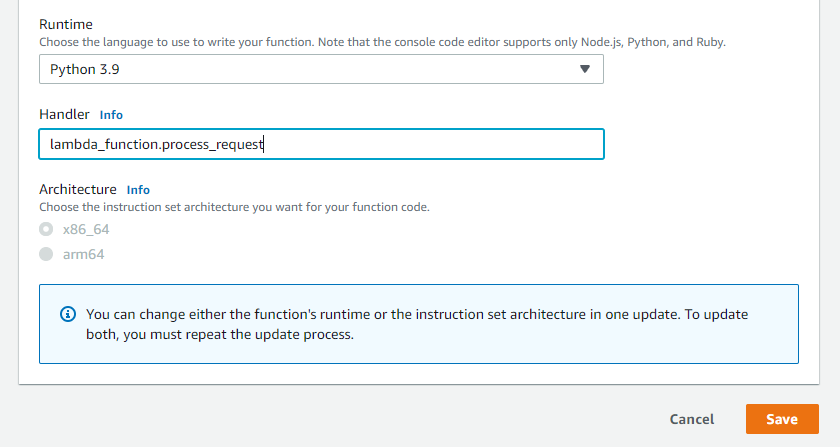 Runtime
Choose the language to use to write your function. Note that the console code editor supports only Node.js, Python, and Ruby.
Python 3.9
Handler Info
lambda_function.process_request
Architecture Info
Choose the instruction set architecture you want for your function code.
x86_64
arm64
You can change either the function's runtime or the instruction set architecture in one update. To update
both, you must repeat the update process.
Cancel Save